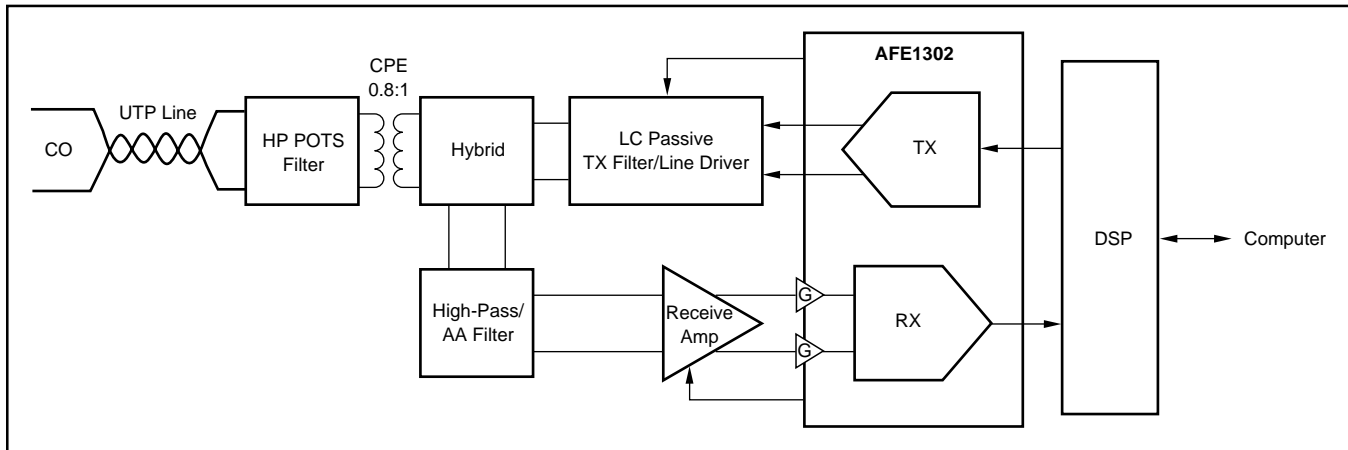 AFE1302
CPE
0.8:1
UTP Line
CO
HP POTS
Filter
Hybrid
LC Passive
TX Filter/Line Driver
TX
DSP
Computer
High-Pass/
AA Filter
Receive
Amp
G
G
RX